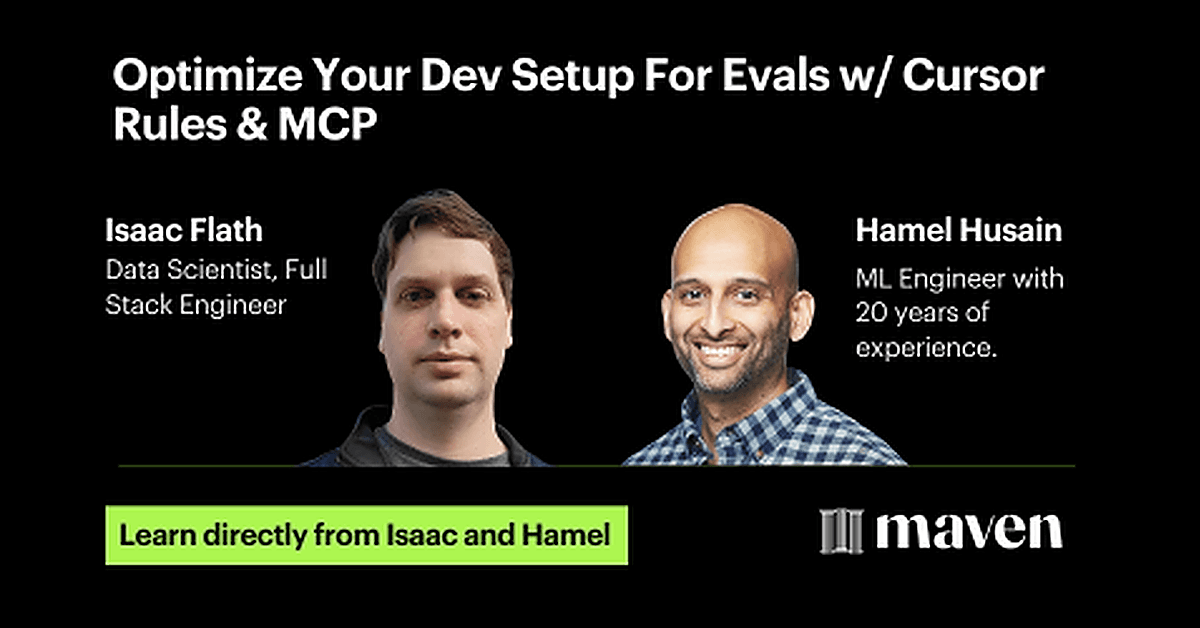 Optimize Your Dev Setup For Evals w/ Cursor
Rules & MCP
Isaac Flath
Data Scientist, Full
Stack Engineer
Hamel Husain
ML Engineer with
20 years of
experience.
Learn directly from Isaac and Hamel
maven